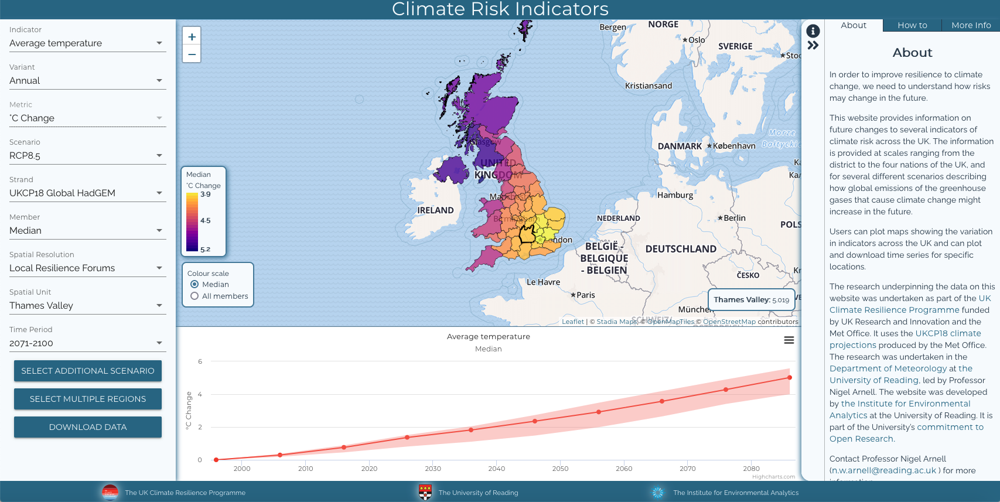 Climate Risk Indicators
Indicator
Average temperature
Variant
Annual
Metric
°C Change
Scenario
RCP8.5
Strand
UKCP18 Global HadGEM
Member
Median
Spatial Resolution
Local Resilience Forums
Spatial Unit
Thames Valley
Time Period
2071-2100
SELECT ADDITIONAL SCENARIO
SELECT MULTIPLE REGIONS
DOWNLOAD DATA
+
−
Median
°C Change
3.9
4.5
5.2
Colour scale
Median
All members
Bergen
NORGE
Oslo
SVERIGE
Kristiansand
Morze
Bałtyckie
DANMARK
København
Glasgow
UNITED
KINGDOM
Manchester
Birmingham
IRELAND
Hamburg
NEDERLAND
Berlin
BELGIË -
BELGIQUE
- BELGIEN
DEUTSCHLAND
ČESKO
Le Havre
Paris
München
Thames Valley: 5.019
Leaflet | © Stadia Maps, © OpenMapTiles © OpenStreetMap contributors
Average temperature
Median
°C Change
6
4
2
0
2000
2010
2020
2030
2040
2050
2060
2070
2080
Highcharts.com
About
How to
More Info
About
In order to improve resilience to climate
change, we need to understand how risks
may change in the future.
This website provides information on
future changes to several indicators of
climate risk across the UK. The information
is provided at scales ranging from the
district to the four nations of the UK, and
for several different scenarios describing
how global emissions of the greenhouse
gases that cause climate change might
increase in the future.
Users can plot maps showing the variation
in indicators across the UK and can plot
and download time series for specific
locations.
The research underpinning the data on this
website was undertaken as part of the UK
Climate Resilience Programme funded
by UK Research and Innovation and the
Met Office. It uses the UKCP18 climate
projections produced by the Met Office.
The research was undertaken in the
Department of Meteorology at the
University of Reading, led by Professor
Nigel Arnell. The website was developed
by the Institute for Environmental
Analytics at the University of Reading. It is
part of the University's commitment to
Open Research.
Contact Professor Nigel Arnell
(n.w.arnell@reading.ac.uk ) for more
The UK Climate Resilience Programme
The University of Reading
The Institute for Environmental Analytics